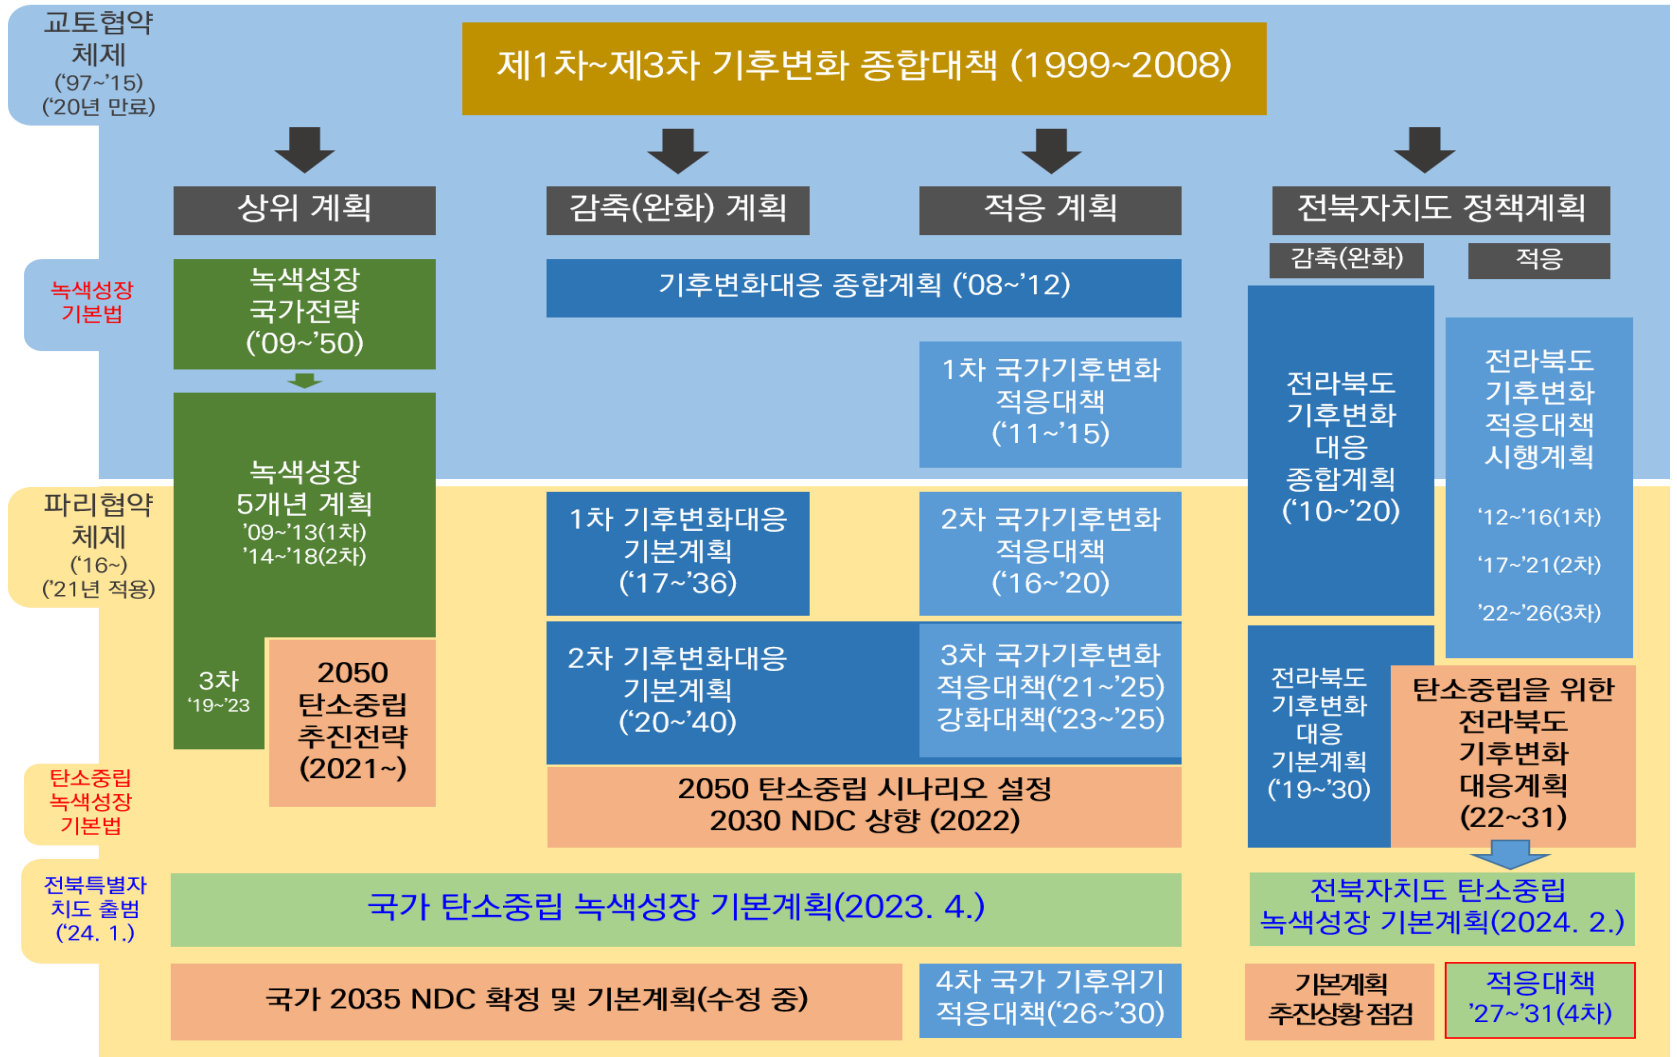 교토협약
체제
(‘97~’15)
(‘20년 만료)
제1차~제3차 기후변화 종합대책 (1999~2008)
상위 계획
감축(완화) 계획
적응 계획
전북자치도 정책계획
감축(완화)
적응
녹색성장
기본법
녹색성장
국가전략
(‘09~’50)
기후변화대응 종합계획 (‘08~’12)
1차 국가기후변화
적응대책
(‘11~’15)
전라북도
기후변화
대응
종합계획
(‘10~’20)
전라북도
기후변화
적응대책
시행계획
‘12~’16(1차)
‘17~’21(2차)
’22~’26(3차)
녹색성장
5개년 계획
’09~’13(1차)
’14~’18(2차)
3차
‘19~’23
파리협약
체제
(‘16~)
(’21년 적용)
1차 기후변화대응
기본계획
(‘17~’36)
2차 국가기후변화
적응대책
(‘16~’20)
2050
탄소중립
추진전략
(2021~)
2차 기후변화대응
기본계획
(‘20~’40)
3차 국가기후변화
적응대책(‘21~’25)
강화대책(‘23~’25)
전라북도
기후변화
대응
기본계획
(‘19~’30)
탄소중립을 위한
전라북도
기후변화
대응계획
(22~31)
탄소중립
녹색성장
기본법
2050 탄소중립 시나리오 설정
2030 NDC 상향 (2022)
전북특별자
치도 출범
(‘24. 1.)
국가 탄소중립 녹색성장 기본계획(2023. 4.)
전북자치도 탄소중립
녹색성장 기본계획(2024. 2.)
국가 2035 NDC 확정 및 기본계획(수정 중)
4차 국가 기후위기
적응대책(‘26~’30)
기본계획
추진상황 점검
적응대책
’27~’31(4차)